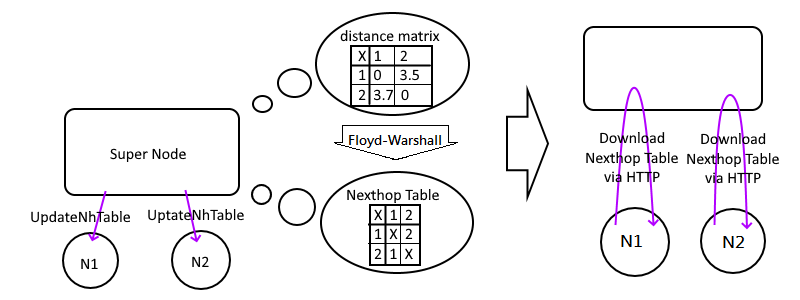 distance matrix
X 1 2
1 0 3.5
2 3.7 0
Floyd-Warshall
Super Node
Nexthop Table
X 1 2
1 X 2
2 1 X
UpdateNhTable
UptateNhTable
N1
N2
Download
Nexthop Table
via HTTP
Download
Nexthop Table
via HTTP
N1
N2